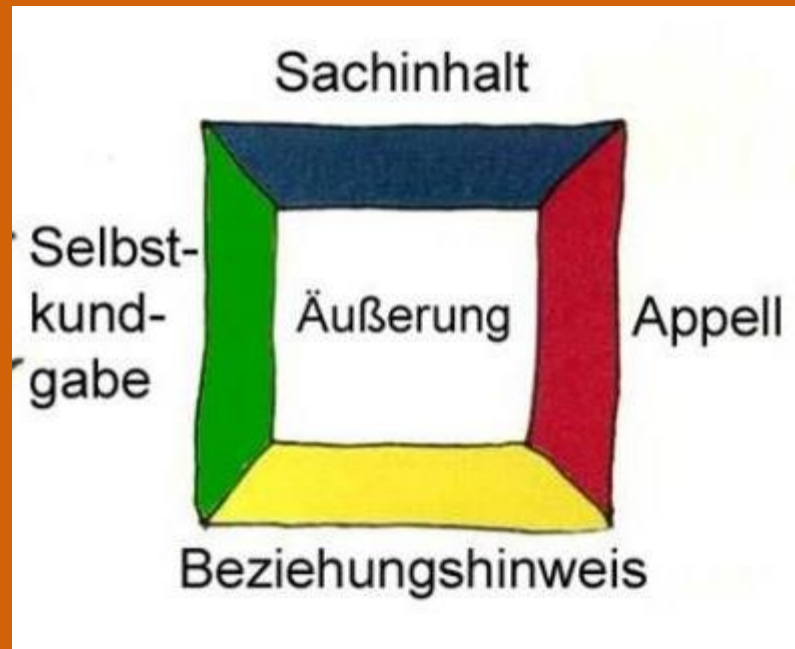 Sachinhalt
Selbst-
kund-
gabe
Äußerung
Appell
Beziehungshinweis